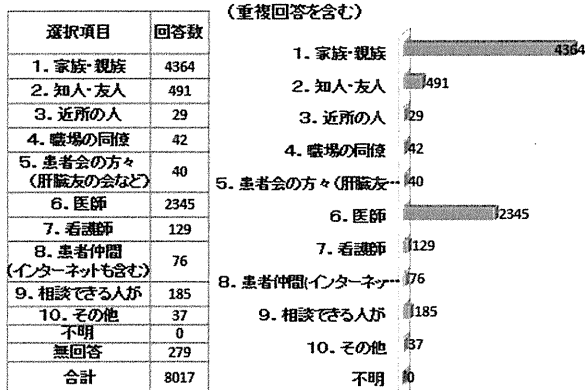 (重複回答を含む)
選択項目 回答数
1. 家族・親族 4364
2. 知人・友人 491
3. 近所の人 29
4. 職場の同僚 42
5. 患者会の方々
(肝臓友の会など) 40
6. 医師 2345
7. 看護師 129
8. 患者仲間
(インターネットも含む) 76
9. 相談できる人が 185
10. その他 37
不明 0
無回答 279
合計 8017
1. 家族・親族 4364
2. 知人・友人 491
3. 近所の人 29
4. 職場の同僚 42
5. 患者会の方々(肝臓友… 40
6. 医師 2345
7. 看護師 129
8. 患者仲間(インターネッ… 76
9. 相談できる人が 185
10. その他 37
不明 0